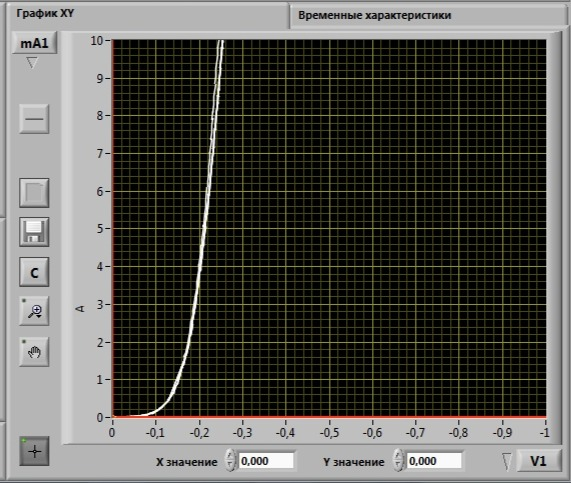 График XY
Временные характеристики
mA1
10
9
8
7
6
5
4
3
2
1
0
A
C
0 -0,1 -0,2 -0,3 -0,4 -0,5 -0,6 -0,7 -0,8 -0,9 -1
X значение 0,000 Y значение 0,000 V1